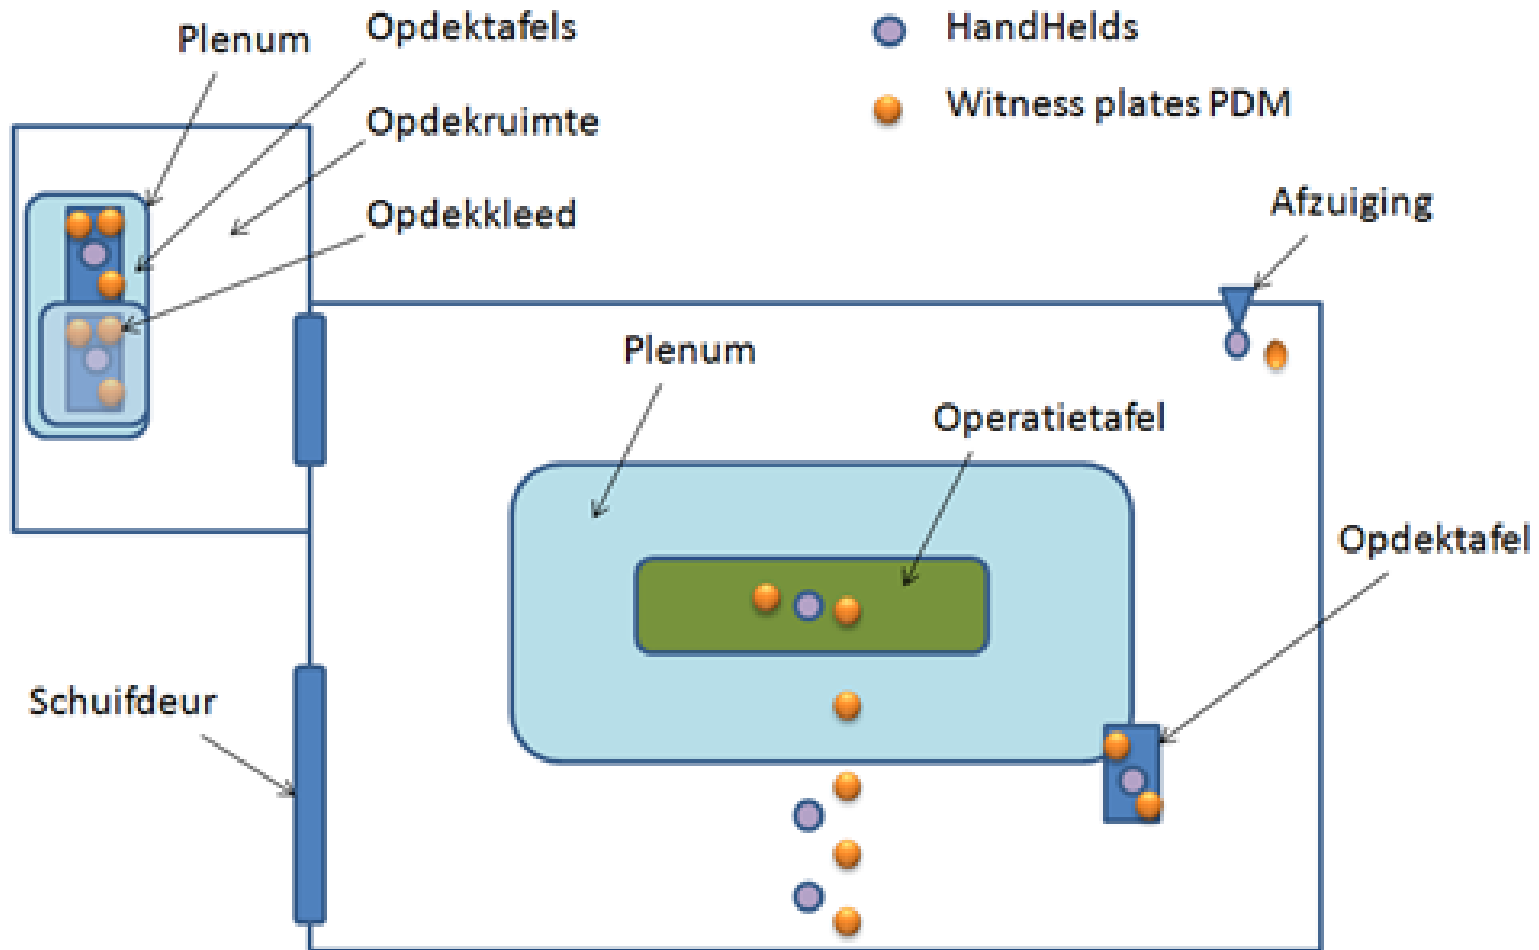 Plenum
Opdektafels
HandHelds
Witness plates PDM
Opdekruimte
Opdekkleed
Afzuiging
Plenum
Operatietafel
Opdektafel
Schuifdeur